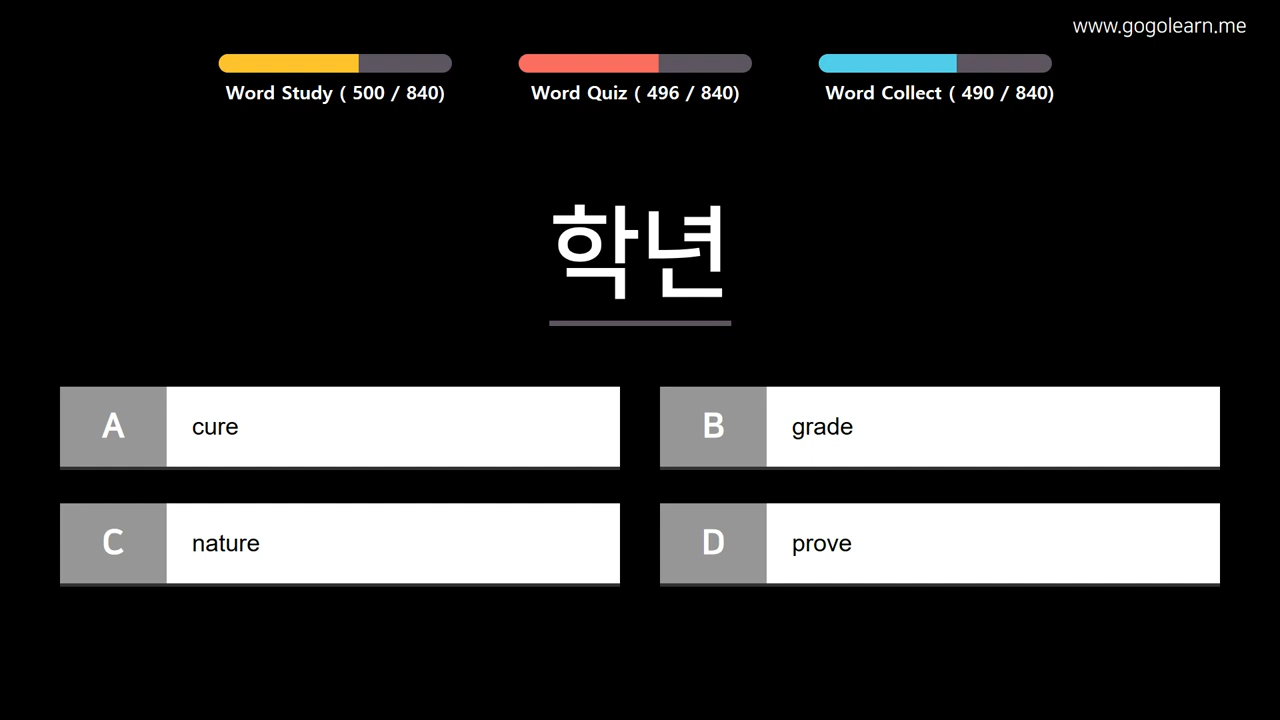 www.gogolearn.me
Word Study ( 500 / 840)
Word Quiz ( 496 / 840)
Word Collect ( 490 / 840)
학년
A cure
B grade
C nature
D prove